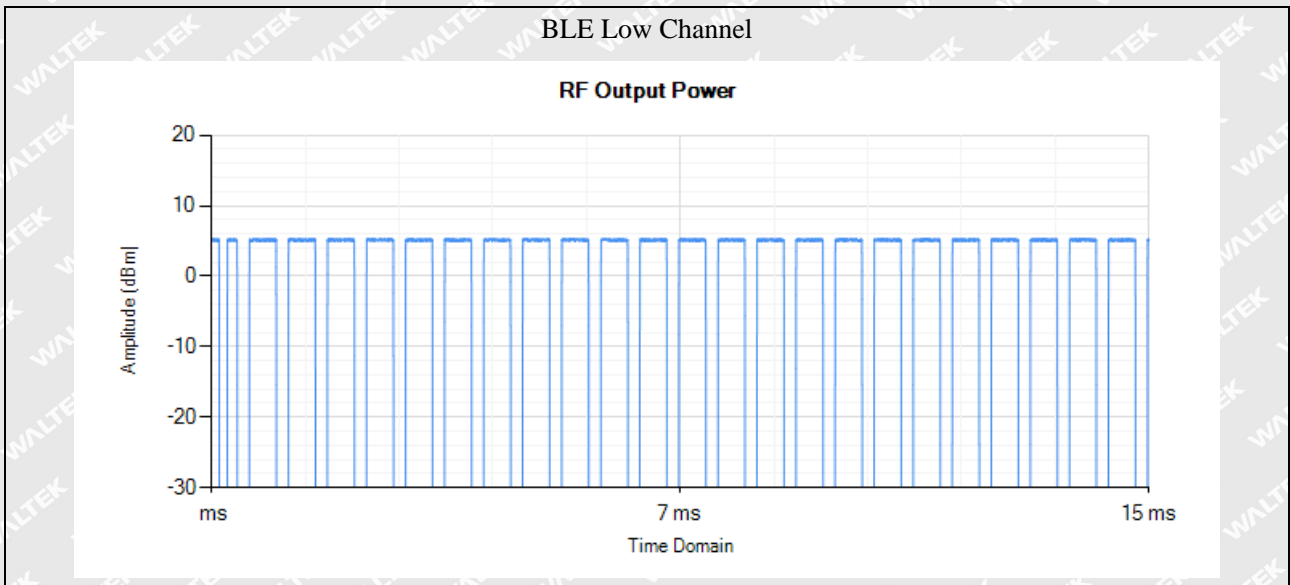 BLE Low Channel
RF Output Power
20
10
0
-10
-20
-30
Amplitude (dBm)
ms
7 ms
15 ms
Time Domain
WALTEK